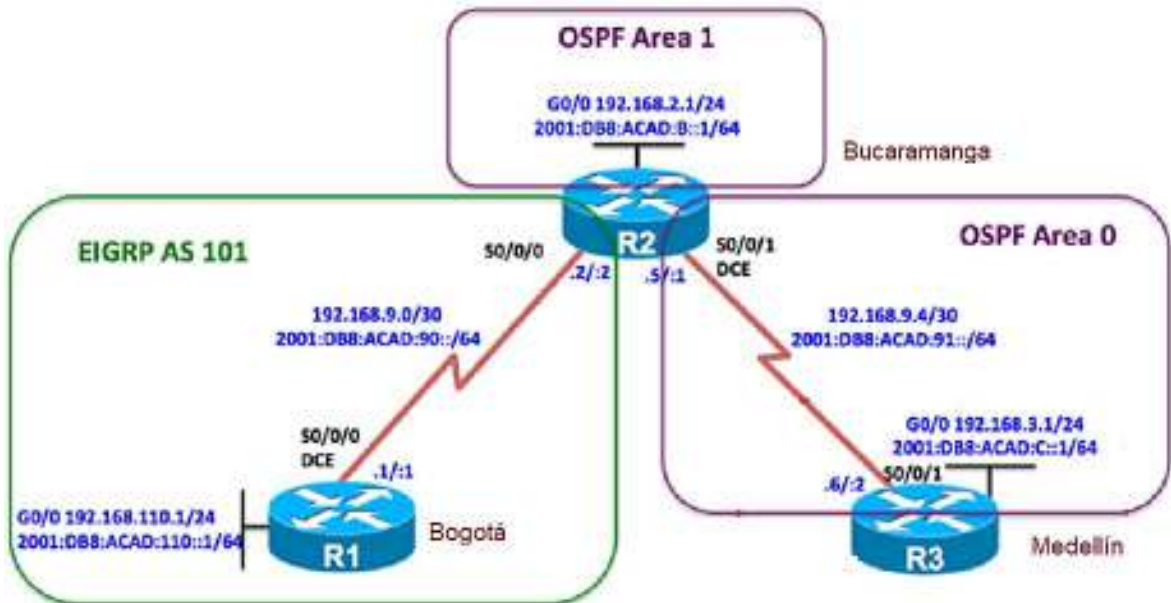 OSPF Area 1
G0/0 192.168.2.1/24
2001:DB8:ACAD:B::1/64
Bucaramanga
R2
EIGRP AS 101
S0/0/0
.2/:2
.5/:1
S0/0/1
DCE
OSPF Area 0
192.168.9.0/30
2001:DB8:ACAD:90::/64
192.168.9.4/30
2001:DB8:ACAD:91::/64
S0/0/0
DCE
.1/:1
G0/0 192.168.3.1/24
2001:DB8:ACAD:C::1/64
.6/:2
S0/0/1
G0/0 192.168.110.1/24
2001:DB8:ACAD:110::1/64
R1
Bogotá
R3
Medellín